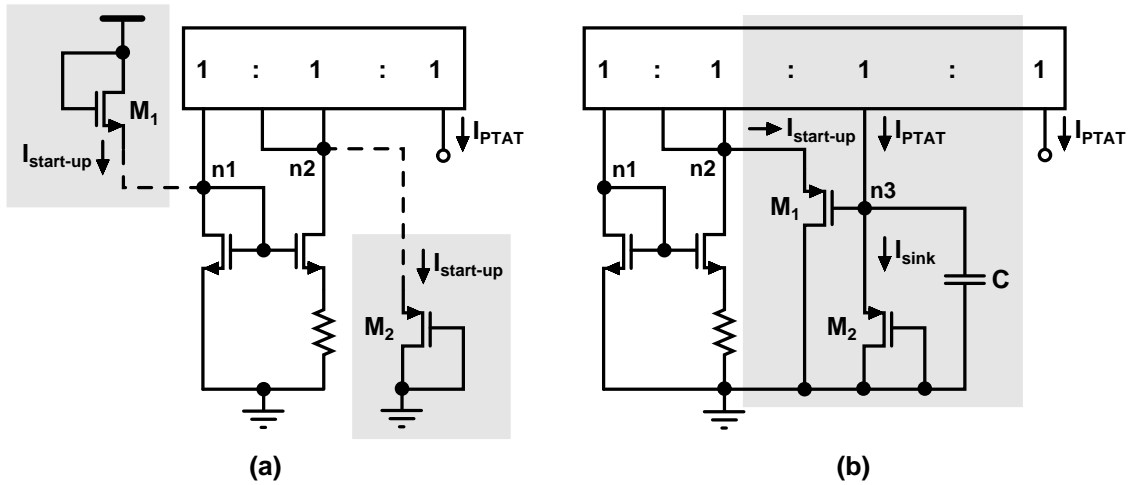 1 : 1 : 1
M1
Istart-up
n1
n2
IPTAT
Istart-up
M2
(a)
1 : 1 : 1 : 1
Istart-up
IPTAT
IPTAT
n1
n2
n3
M1
Isink
C
M2
(b)